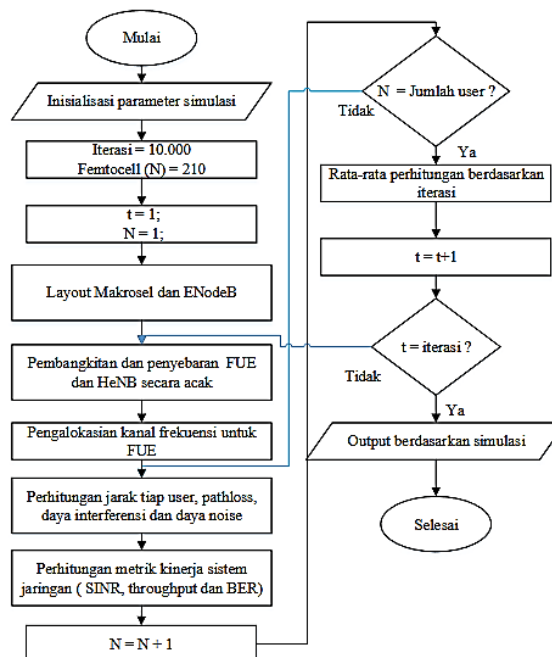 Mulai
Inisialisasi parameter simulasi
Iterasi = 10.000
Femtocell (N) = 210
t = 1;
N = 1;
Layout Makrosel dan ENodeB
Pembangkitan dan penyebaran FUE
dan HeNB secara acak
Pengalokasian kanal frekuensi untuk
FUE
Perhitungan jarak tiap user, pathloss,
daya interferensi dan daya noise
Perhitungan metrik kinerja sistem
jaringan ( SINR, throughput dan BER)
N = N + 1
N = Jumlah user ?
Tidak
Ya
Rata-rata perhitungan berdasarkan
iterasi
t = t+1
t = iterasi ?
Tidak
Ya
Output berdasarkan simulasi
Selesai